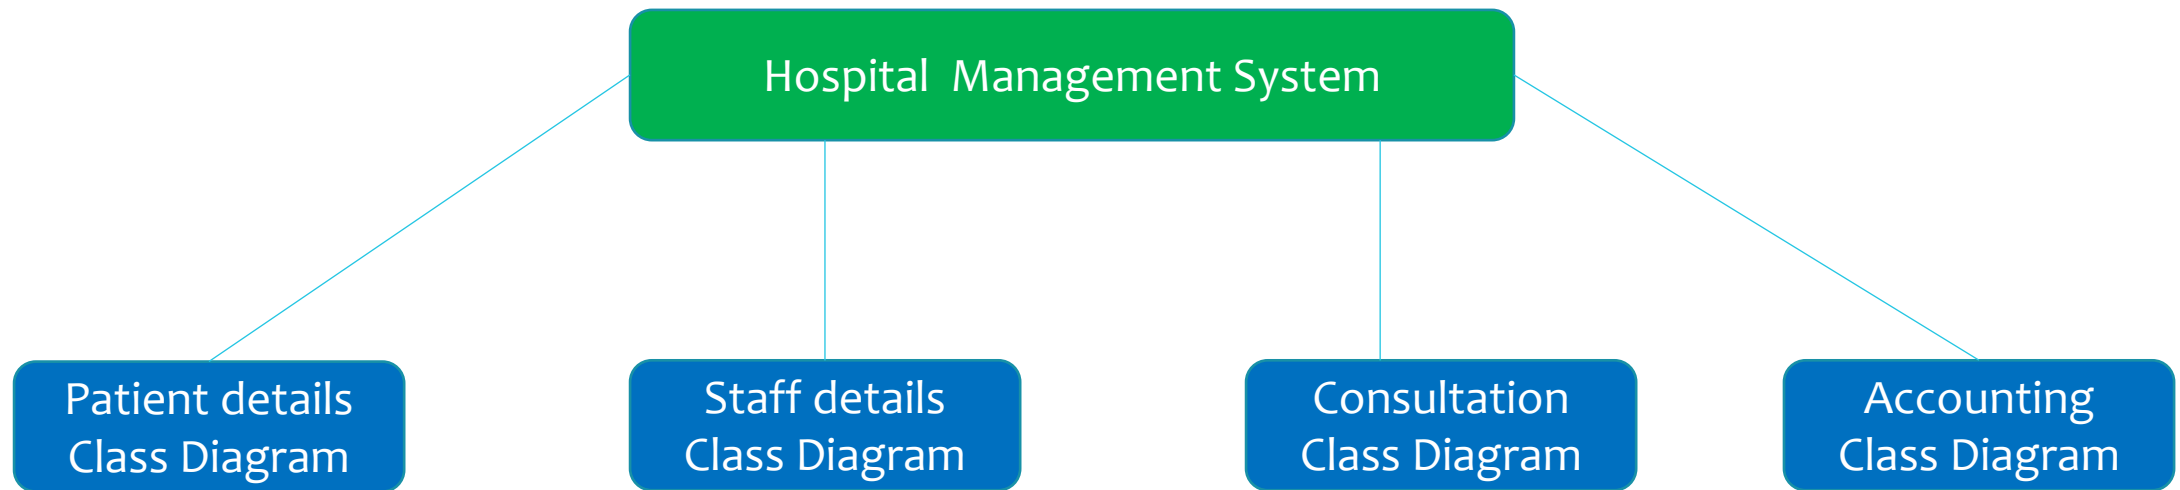 Hospital  Management System
Patient details
Class Diagram
Staff details
Class Diagram
Consultation
Class Diagram
Accounting
Class Diagram